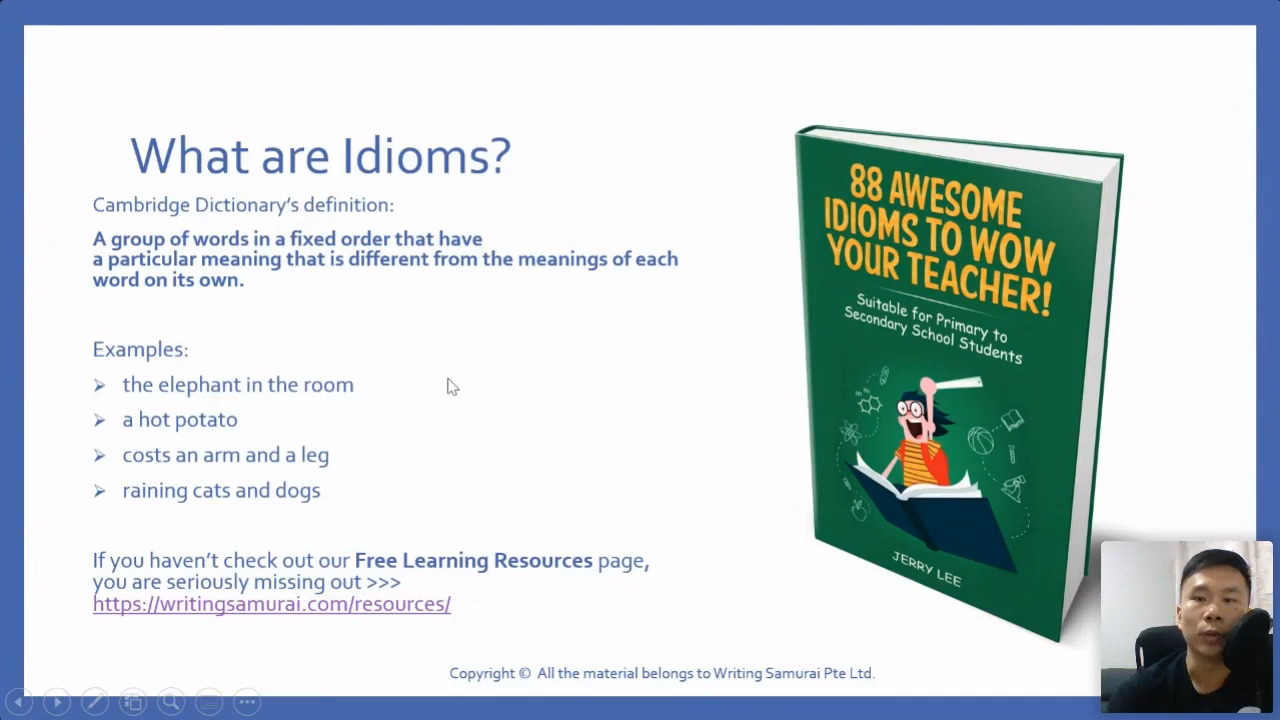 What are Idioms?
Cambridge Dictionary's definition:
A group of words in a fixed order that have
a particular meaning that is different from the meanings of each
word on its own.
Examples:
the elephant in the room
a hot potato
costs an arm and a leg
raining cats and dogs
If you haven't check out our Free Learning Resources page,
you are seriously missing out >>>
https://writingsamurai.com/resources/
88 AWESOME
IDIOMS TO WOW
YOUR TEACHER!
Suitable for Primary to
Secondary School Students
JERRY LEE
Copyright © All the material belongs to Writing Samurai Pte Ltd.